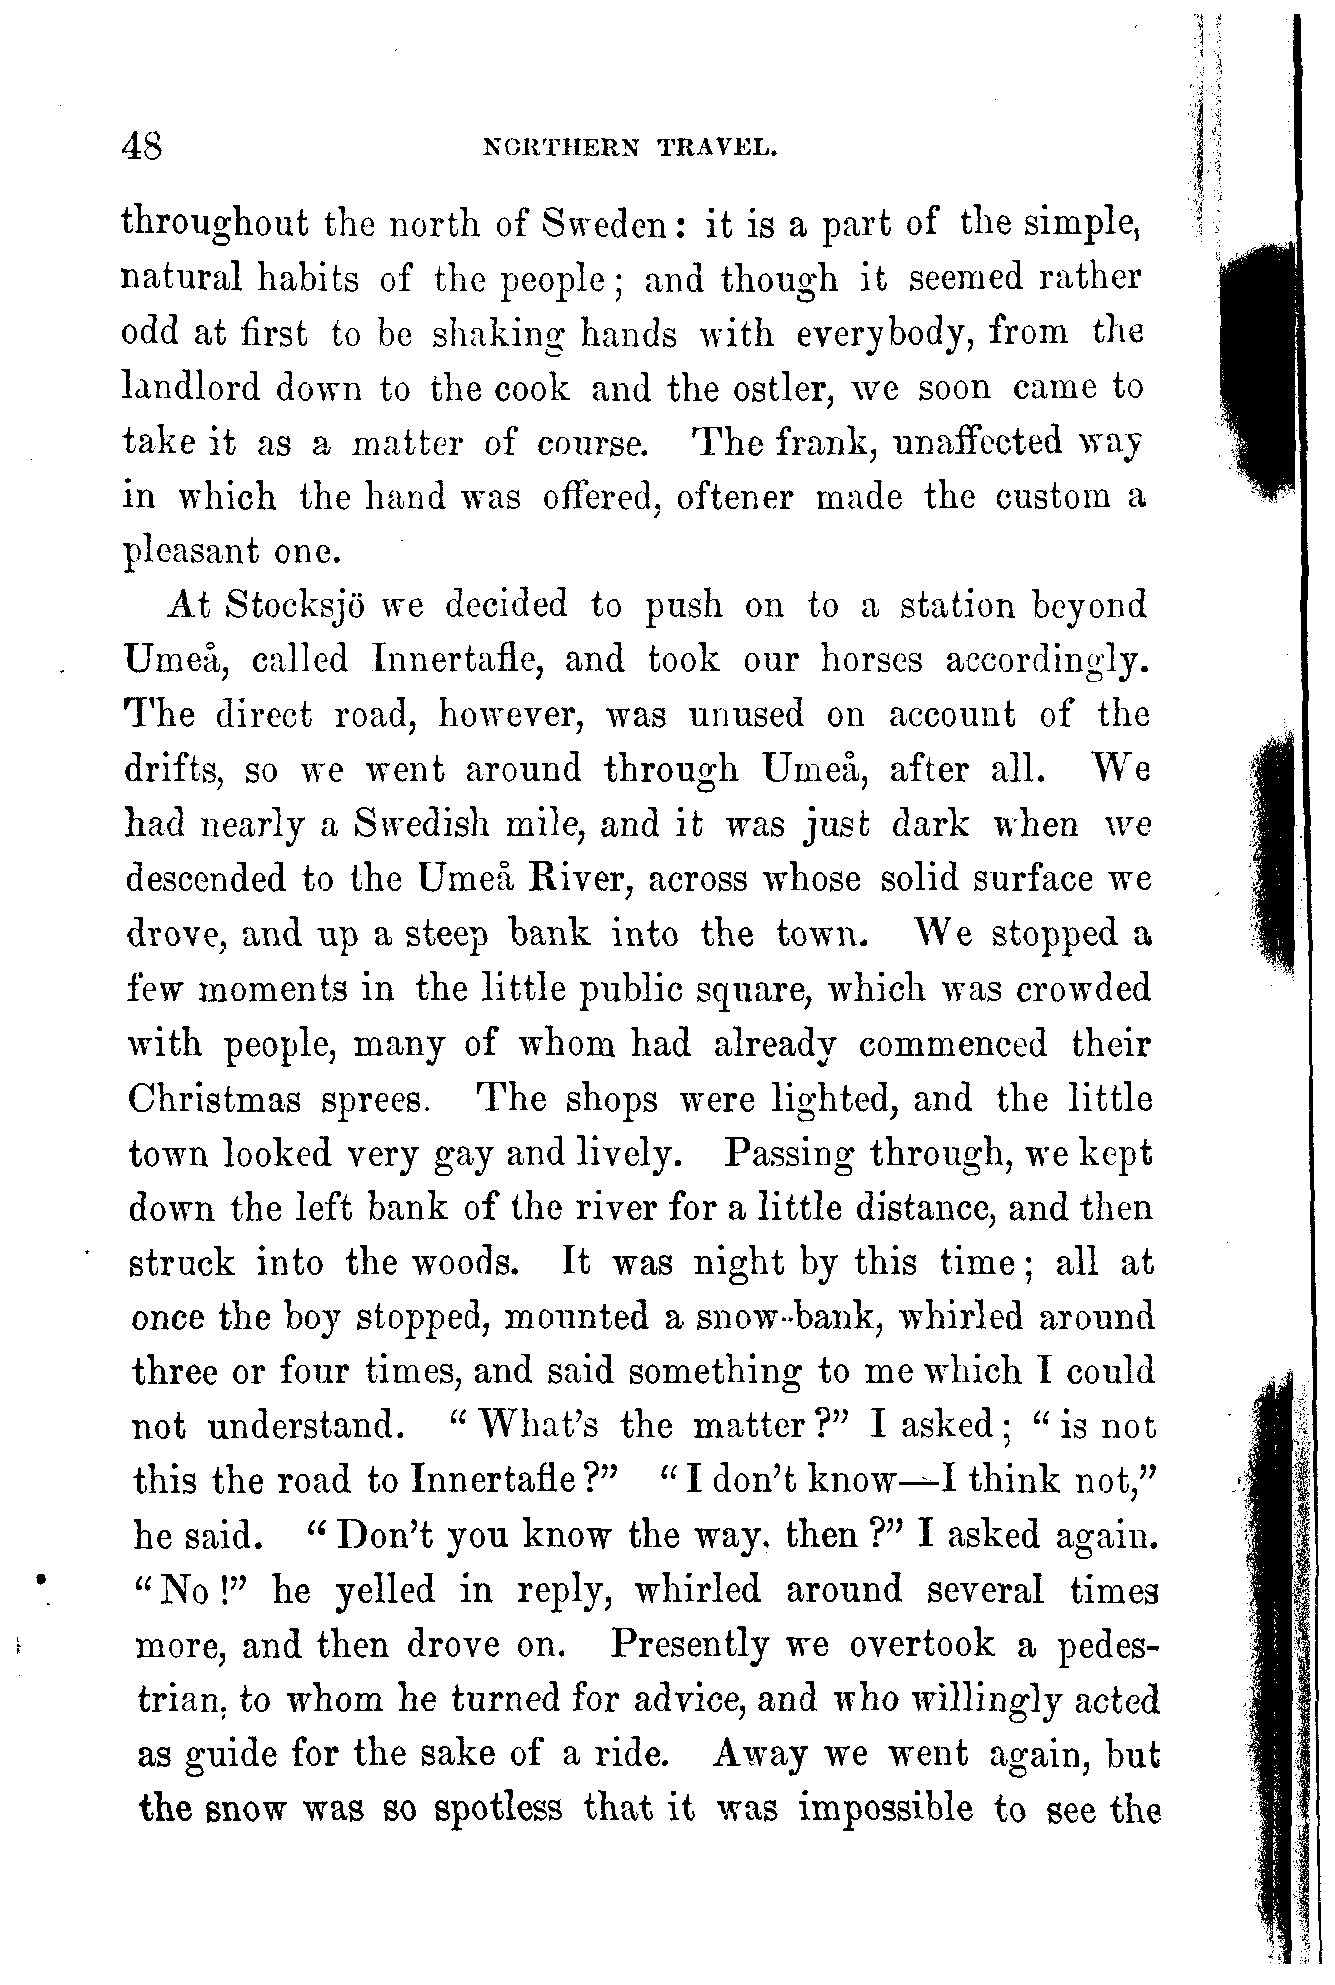 48 NORTHERN TRAVEL.
throughout the north of Sweden: it is a part of the simple,
natural habits of the people; and though it seemed rather
odd at first to be shaking hands with everybody, from the
landlord down to the cook and the ostler, we soon came to
take it as a matter of course. The frank, unaffected way
in which the hand was offered, oftener made the custom a
pleasant one.
At Stocksjö we decided to push on to a station beyond
Umeå, called Innertafle, and took our horses accordingly.
The direct road, however, was unused on account of the
drifts, so we went around through Umeå, after all. We
had nearly a Swedish mile, and it was just dark when we
descended to the Umeå River, across whose solid surface we
drove, and up a steep bank into the town. We stopped a
few moments in the little public square, which was crowded
with people, many of whom had already commenced their
Christmas sprees. The shops were lighted, and the little
town looked very gay and lively. Passing through, we kept
down the left bank of the river for a little distance, and then
struck into the woods. It was night by this time; all at
once the boy stopped, mounted a snow-bank, whirled around
three or four times, and said something to me which I could
not understand. "What's the matter?" I asked; "is not
this the road to Innertafle?" "I don't know—I think not,"
he said. "Don't you know the way, then?" I asked again.
"No!" he yelled in reply, whirled around several times
more, and then drove on. Presently we overtook a pedes-
trian, to whom he turned for advice, and who willingly acted
as guide for the sake of a ride. Away we went again, but
the snow was so spotless that it was impossible to see the